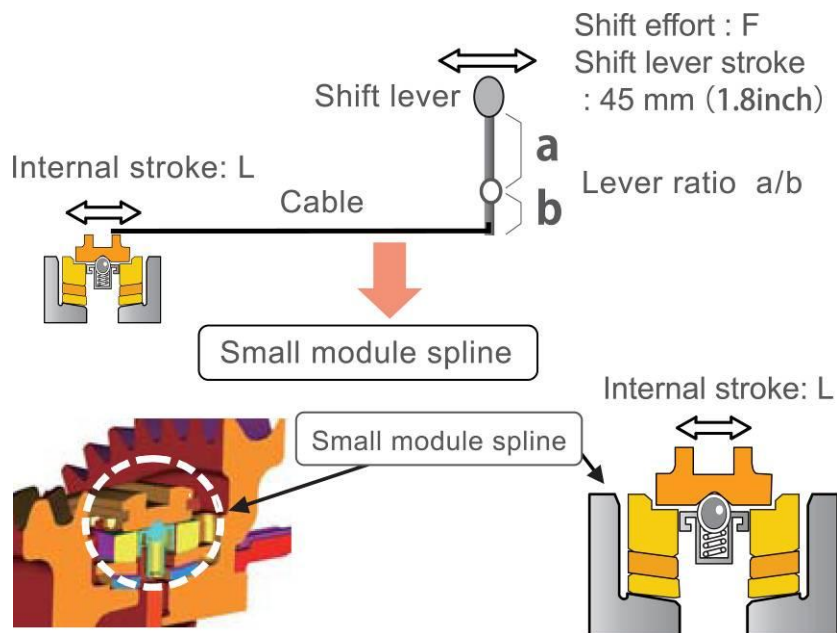 Shift effort : F
Shift lever stroke
: 45 mm (1.8inch)
Shift lever
a
Internal stroke: L
Lever ratio a/b
Cable
b
Small module spline
Internal stroke: L
Small module spline